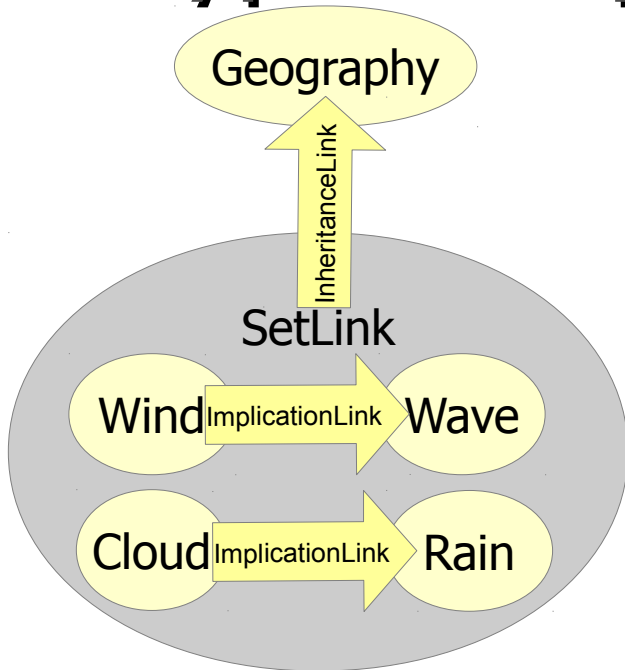 Geography
InheritanceLink
SetLink
Wind ImplicationLink Wave
Cloud ImplicationLink Rain